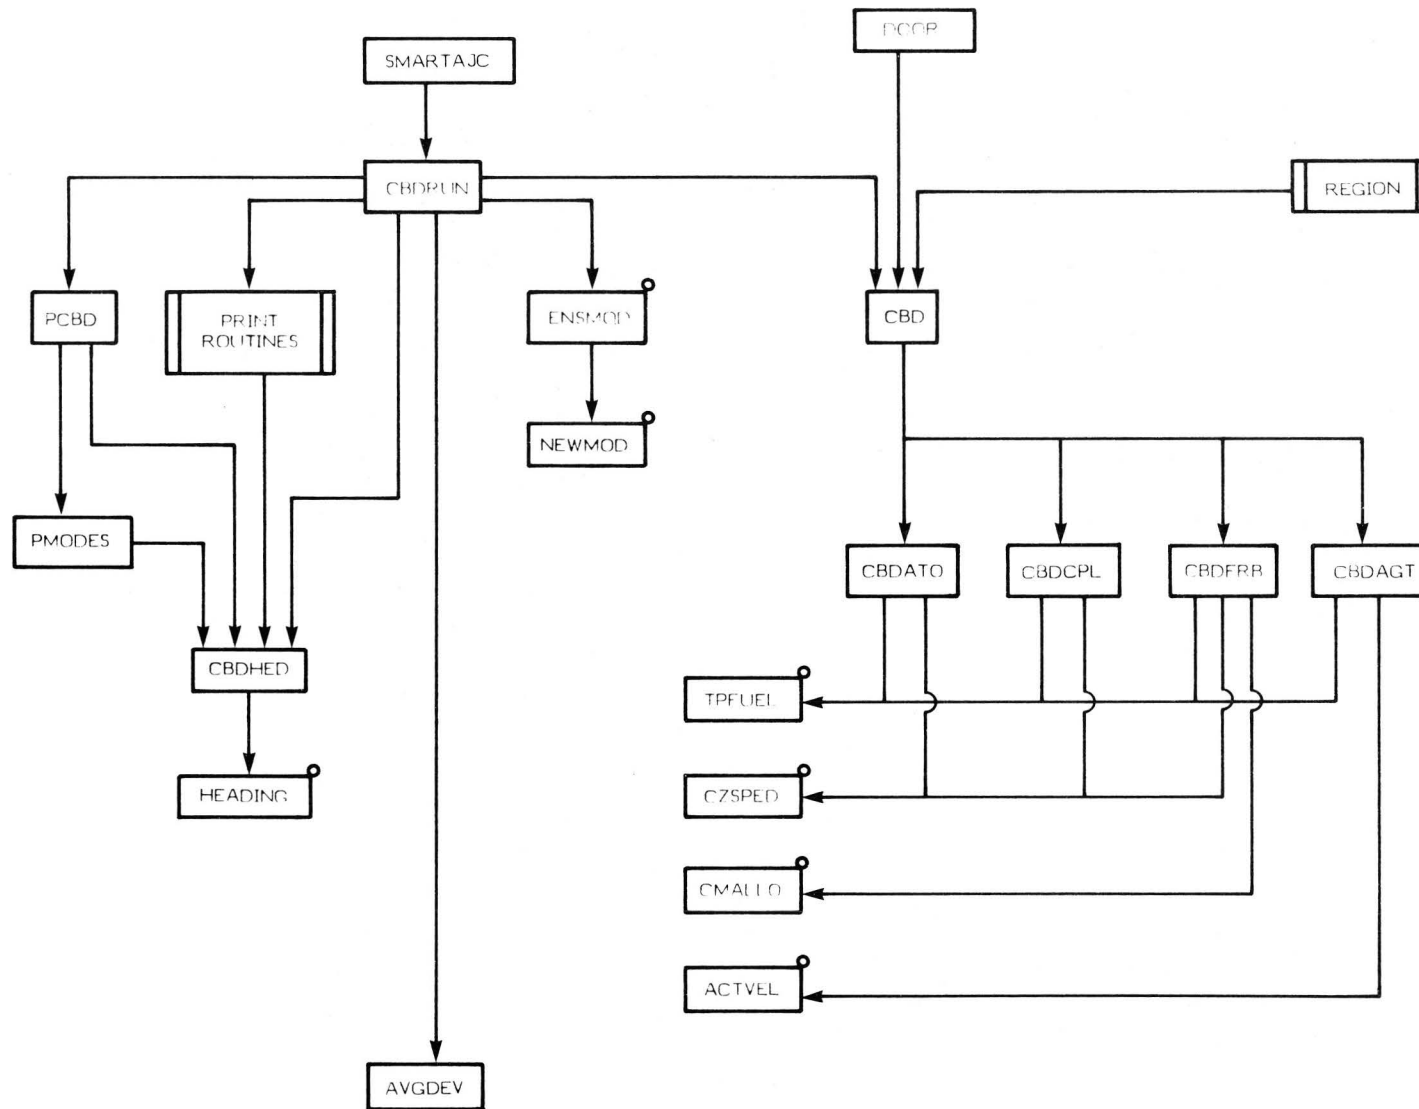 SMARTAJC
DCOR
CBDRUN
REGION
PCBD
PRINT
ROUTINES
ENSMOD
CBD
NEWMOD
PMODES
CBDATO
CBDCPL
CBDFRB
CBDAGT
CBDHED
TPFUEL
HEADING
CZSPED
CMALLO
ACTVEL
AVGDEV